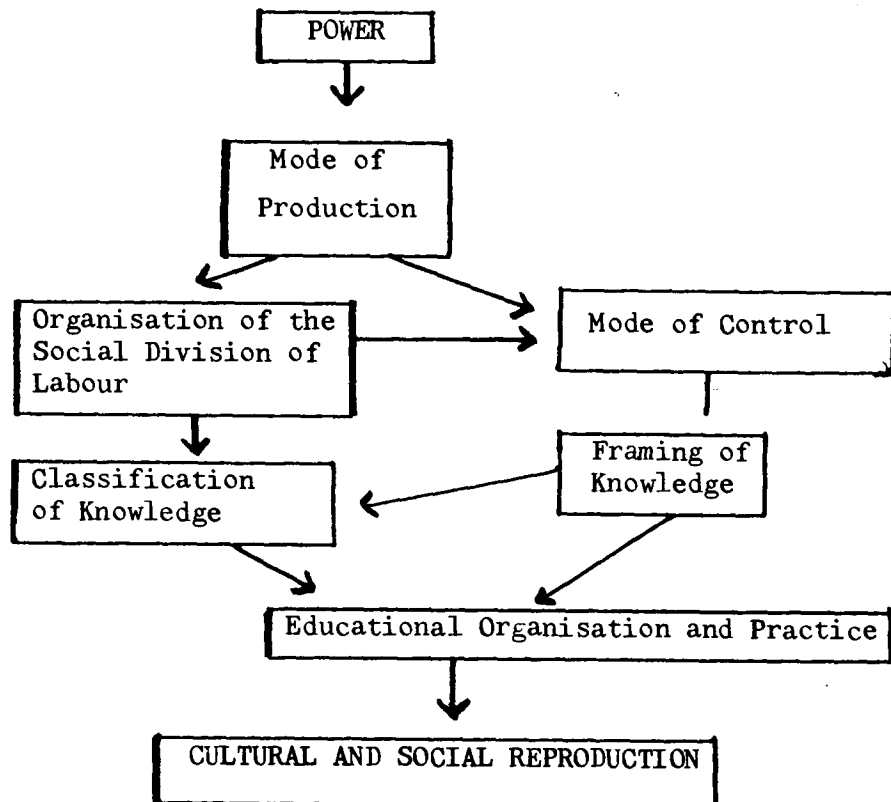 POWER
Mode of
Production
Organisation of the
Social Division of
Labour
Mode of Control
Classification
of Knowledge
Framing of
Knowledge
Educational Organisation and Practice
CULTURAL AND SOCIAL REPRODUCTION